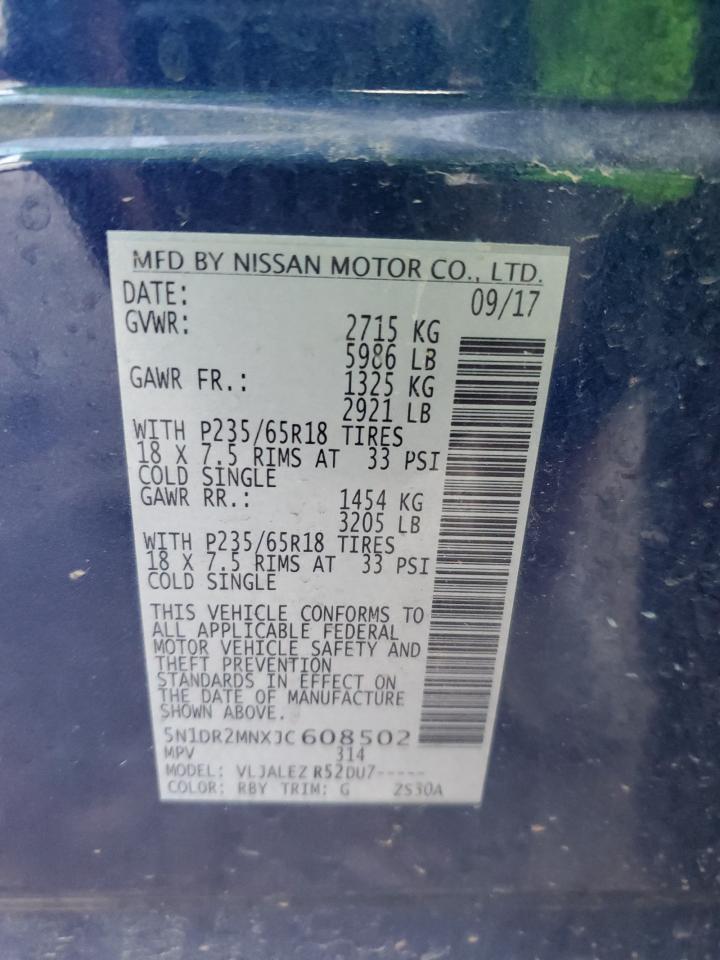 MFD BY NISSAN MOTOR CO., LTD.
DATE: 09/17
GVWR: 2715 KG
5986 LB
GAWR FR.: 1325 KG
2921 LB
WITH P235/65R18 TIRES
18 X 7.5 RIMS AT 33 PSI
COLD SINGLE
GAWR RR.: 1454 KG
3205 LB
WITH P235/65R18 TIRES
18 X 7.5 RIMS AT 33 PSI
COLD SINGLE
THIS VEHICLE CONFORMS TO
ALL APPLICABLE FEDERAL
MOTOR VEHICLE SAFETY AND
THEFT PREVENTION
STANDARDS IN EFFECT ON
THE DATE OF MANUFACTURE
SHOWN ABOVE.
5N1DR2MNXJC608502
MPV 314
MODEL: VLJALEZ R52DU7-----
COLOR: RBY TRIM: G ZS30A